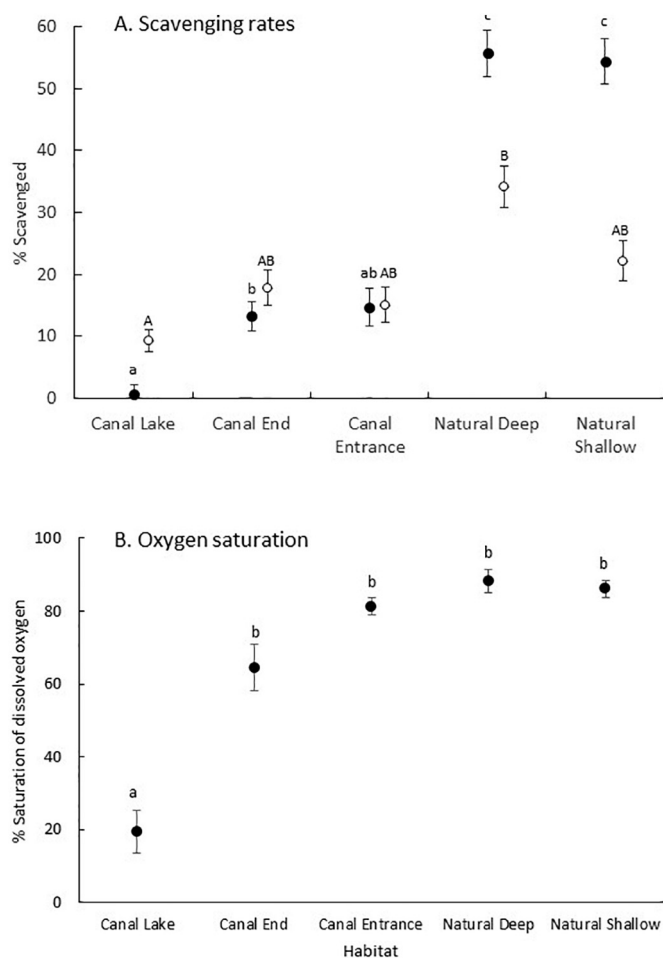 A. Scavenging rates
% Scavenged
60
50
40
30
20
10
0
a
A
b
AB
ab
AB
c
B
c
AB
Canal Lake
Canal End
Canal
Entrance
Natural Deep
Natural
Shallow
B. Oxygen saturation
% Saturation of dissolved oxygen
100
80
60
40
20
0
a
b
b
b
b
Canal Lake
Canal End
Canal Entrance
Natural Deep
Natural Shallow
Habitat